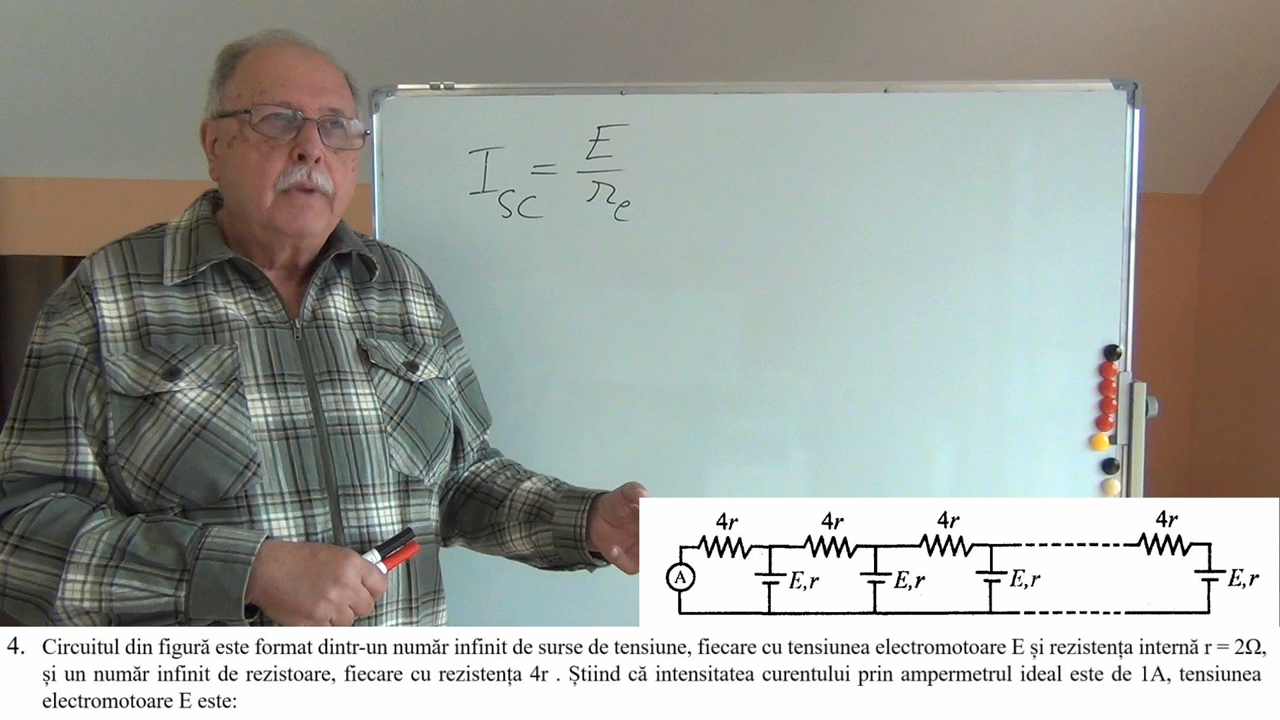 I_SC = E / r_e
4r 4r 4r 4r
A E,r E,r E,r E,r
4. Circuitul din figură este format dintr-un număr infinit de surse de tensiune, fiecare cu tensiunea electromotoare E și rezistența internă r = 2Ω,
și un număr infinit de rezistoare, fiecare cu rezistența 4r . Știind că intensitatea curentului prin ampermetrul ideal este de 1A, tensiunea
electromotoare E este: